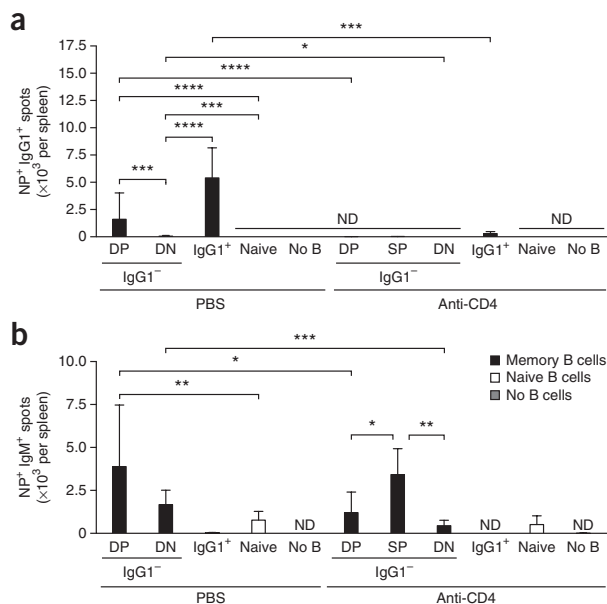 a
NP⁺ IgG1⁺ spots
(×10³ per spleen)
17.5
15.0
12.5
10.0
7.5
5.0
2.5
0
***
*
****
****
***
****
***
ND
ND
DP DN IgG1⁺ Naive No B DP SP DN IgG1⁺ Naive No B
IgG1⁻ IgG1⁻
PBS Anti-CD4
b
NP⁺ IgM⁺ spots
(×10³ per spleen)
10.0
7.5
5.0
2.5
0
***
*
**
* **
Memory B cells
Naive B cells
No B cells
ND ND ND
DP DN IgG1⁺ Naive No B DP SP DN IgG1⁺ Naive No B
IgG1⁻ IgG1⁻
PBS Anti-CD4